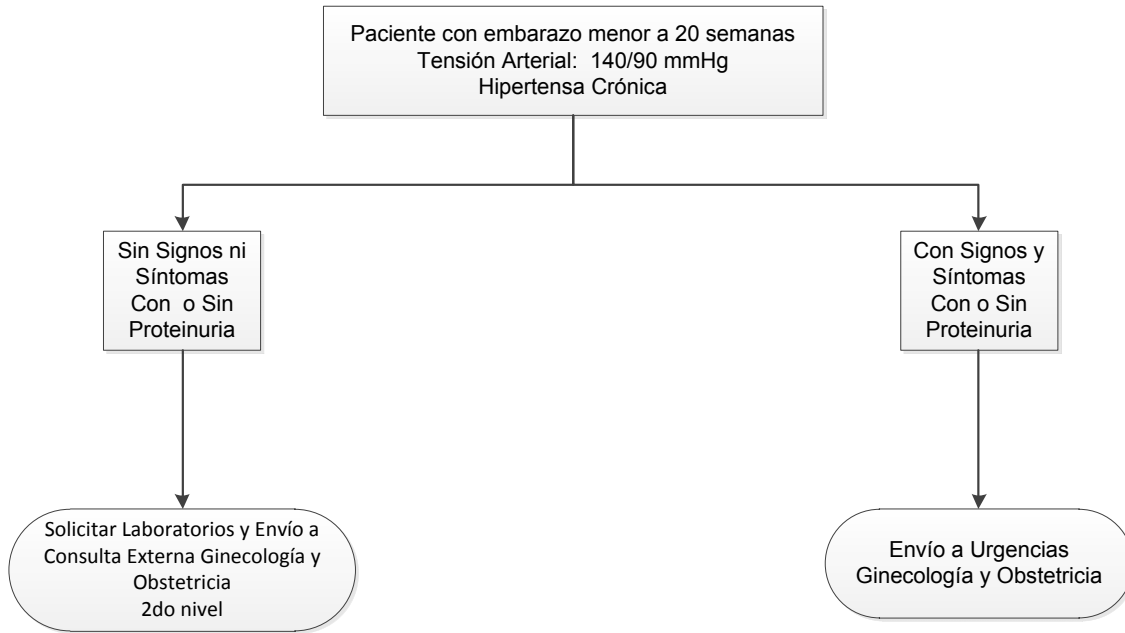 Paciente con embarazo menor a 20 semanas
Tensión Arterial: 140/90 mmHg
Hipertensa Crónica
Sin Signos ni
Síntomas
Con o Sin
Proteinuria
Con Signos y
Síntomas
Con o Sin
Proteinuria
Solicitar Laboratorios y Envío a
Consulta Externa Ginecología y
Obstetricia
2do nivel
Envío a Urgencias
Ginecología y Obstetricia